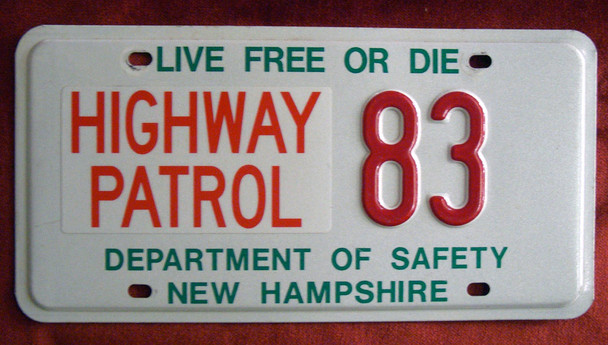 LIVE FREE OR DIE
HIGHWAY
PATROL
83
DEPARTMENT OF SAFETY
NEW HAMPSHIRE